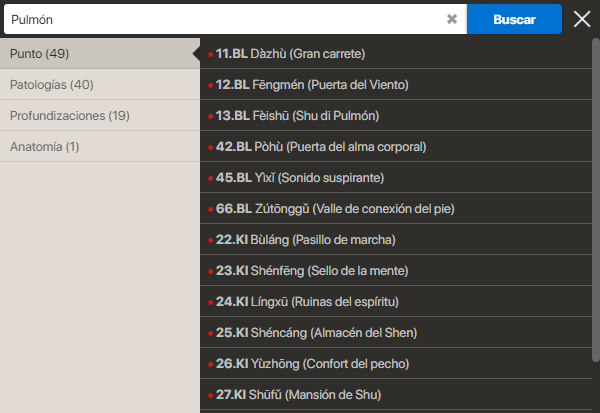 Pulmón
Buscar
Punto (49)
Patologías (40)
Profundizaciones (19)
Anatomía (1)
11.BL Dàzhù (Gran carrete)
12.BL Fēngmén (Puerta del Viento)
13.BL Fèishū (Shu di Pulmón)
42.BL Pòhù (Puerta del alma corporal)
45.BL Yìxǐ (Sonido suspirante)
66.BL Zútōnggǔ (Valle de conexión del pie)
22.KI Bùláng (Pasillo de marcha)
23.KI Shénfēng (Sello de la mente)
24.KI Língxū (Ruinas del espíritu)
25.KI Shéncáng (Almacén del Shen)
26.KI Yùzhōng (Confort del pecho)
27.KI Shūfǔ (Mansión de Shu)